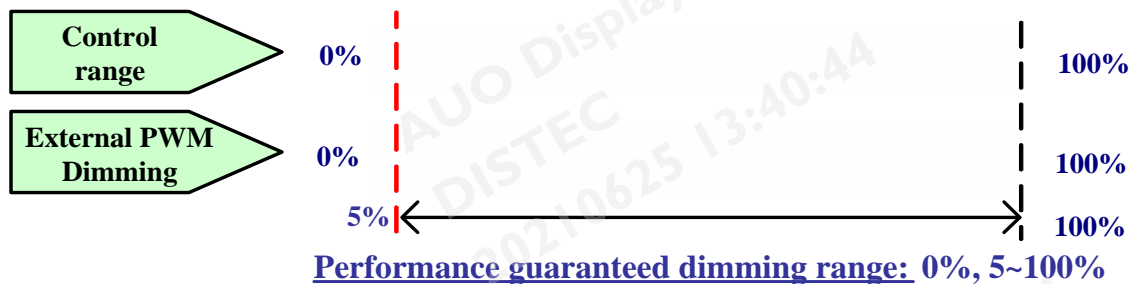 Control
range
0%
100%
External PWM
Dimming
0%
100%
5%
100%
Performance guaranteed dimming range: 0%, 5~100%
AUO Display
DISTEC
20210625 13:40:44